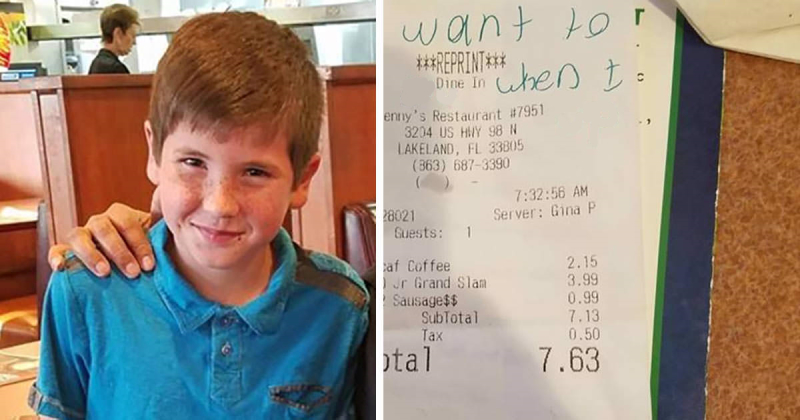 want to
***REPRINT***
Dine In
when I
enny's Restaurant #7951
3204 US HWY 98 N
LAKELAND, FL 33805
(863) 687-3390
( ) -
7:32:56 AM
28021 Server: Gina P
Guests: 1
af Coffee 2.15
Jr Grand Slam 3.99
Sausage$$ 0.99
SubTotal 7.13
Tax 0.50
otal 7.63